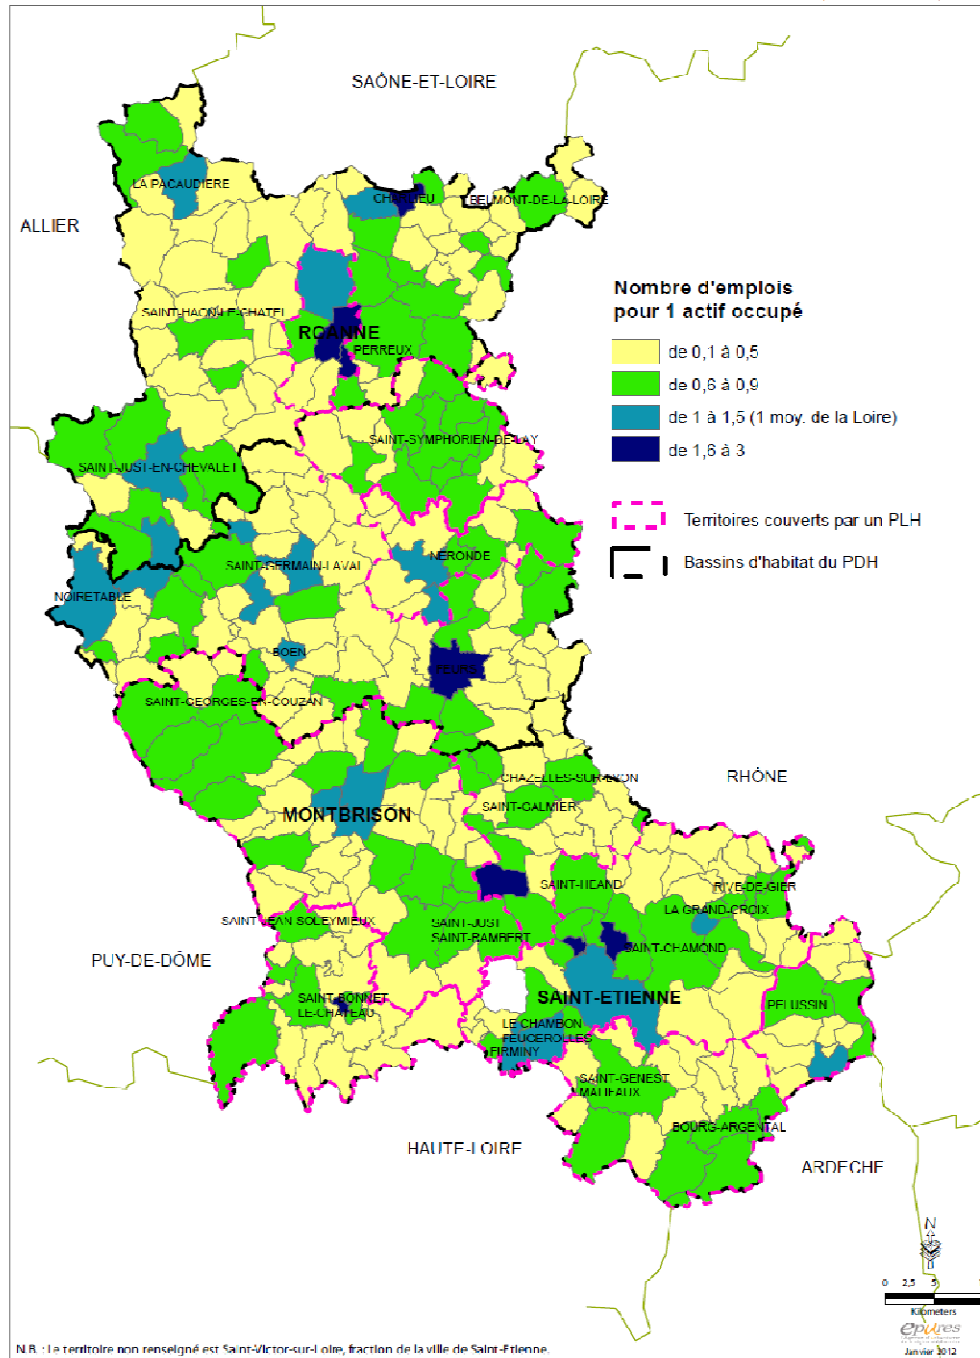 SAÔNE-ET-LOIRE
LA PACAUDIERE
CHARLIEU
BELMONT-DE-LA-LOIRE
ALLIER
Nombre d'emplois
pour 1 actif occupé
de 0,1 à 0,5
de 0,6 à 0,9
de 1 à 1,5 (1 moy. de la Loire)
de 1,6 à 3
Territoires couverts par un PLH
Bassins d'habitat du PDH
SAINT-HAON-LE-CHATEL
ROANNE
PERREUX
SAINT-SYMPHORIEN-DE-LAY
SAINT-JUST-EN-CHEVALET
NERONDE
SAINT-GERMAIN-LAVAL
NOIRETABLE
BOEN
FEURS
SAINT-GEORGES-EN-COUZAN
CHAZELLES-SUR-LYON
RHÔNE
SAINT-GALMIER
MONTBRISON
SAINT-HEAND
RIVE-DE-GIER
LA GRAND-CROIX
SAINT-JEAN SOLEYMIEUX
SAINT-JUST
SAINT-RAMBERT
SAINT-CHAMOND
PUY-DE-DÔME
SAINT-ETIENNE
SAINT-BONNET
LE-CHATEAU
PELUSSIN
LE CHAMBON
FEUGEROLLES
FIRMINY
SAINT-GENEST
MALIFAUX
BOURG-ARGENTAL
HAUTE-LOIRE
ARDECHE
N
0 2,5 5
Kilometers
epures
Janvier 2012
N.B. : Le territoire non renseigné est Saint-Victor-sur-Loire, fraction de la ville de Saint-Etienne.